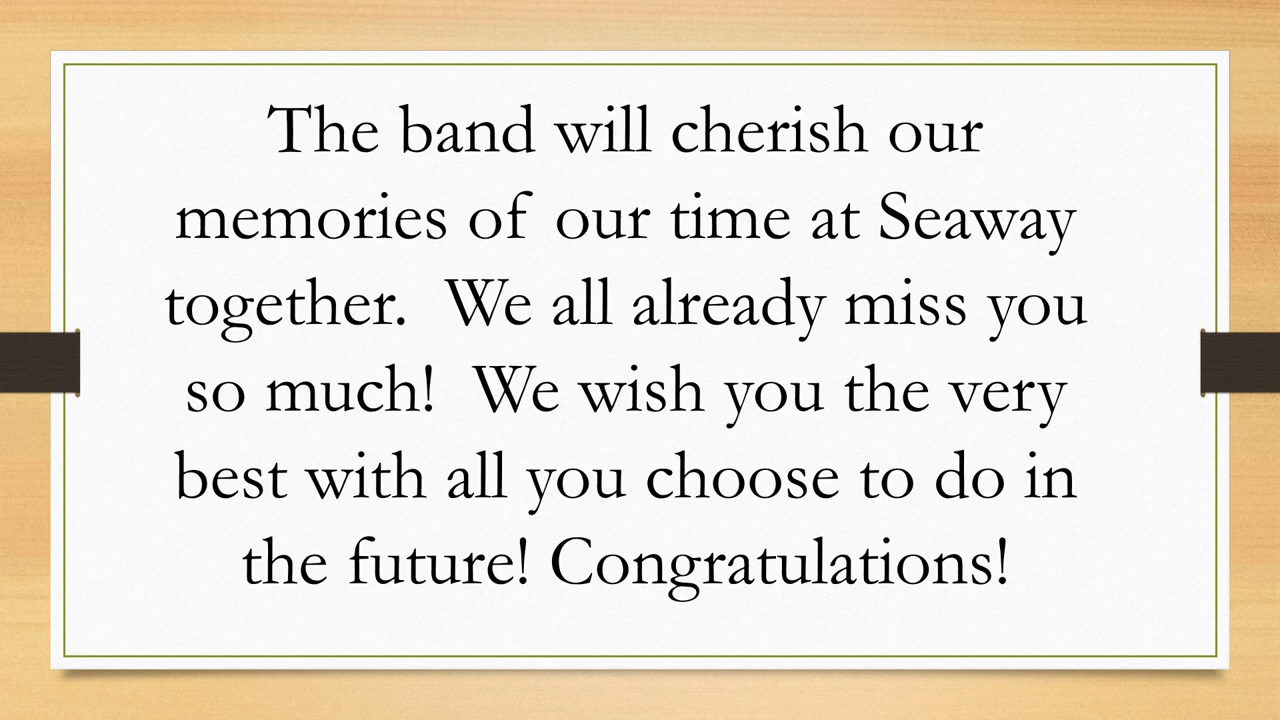 The band will cherish our
memories of our time at Seaway
together.  We all already miss you
so much!  We wish you the very
best with all you choose to do in
the future! Congratulations!